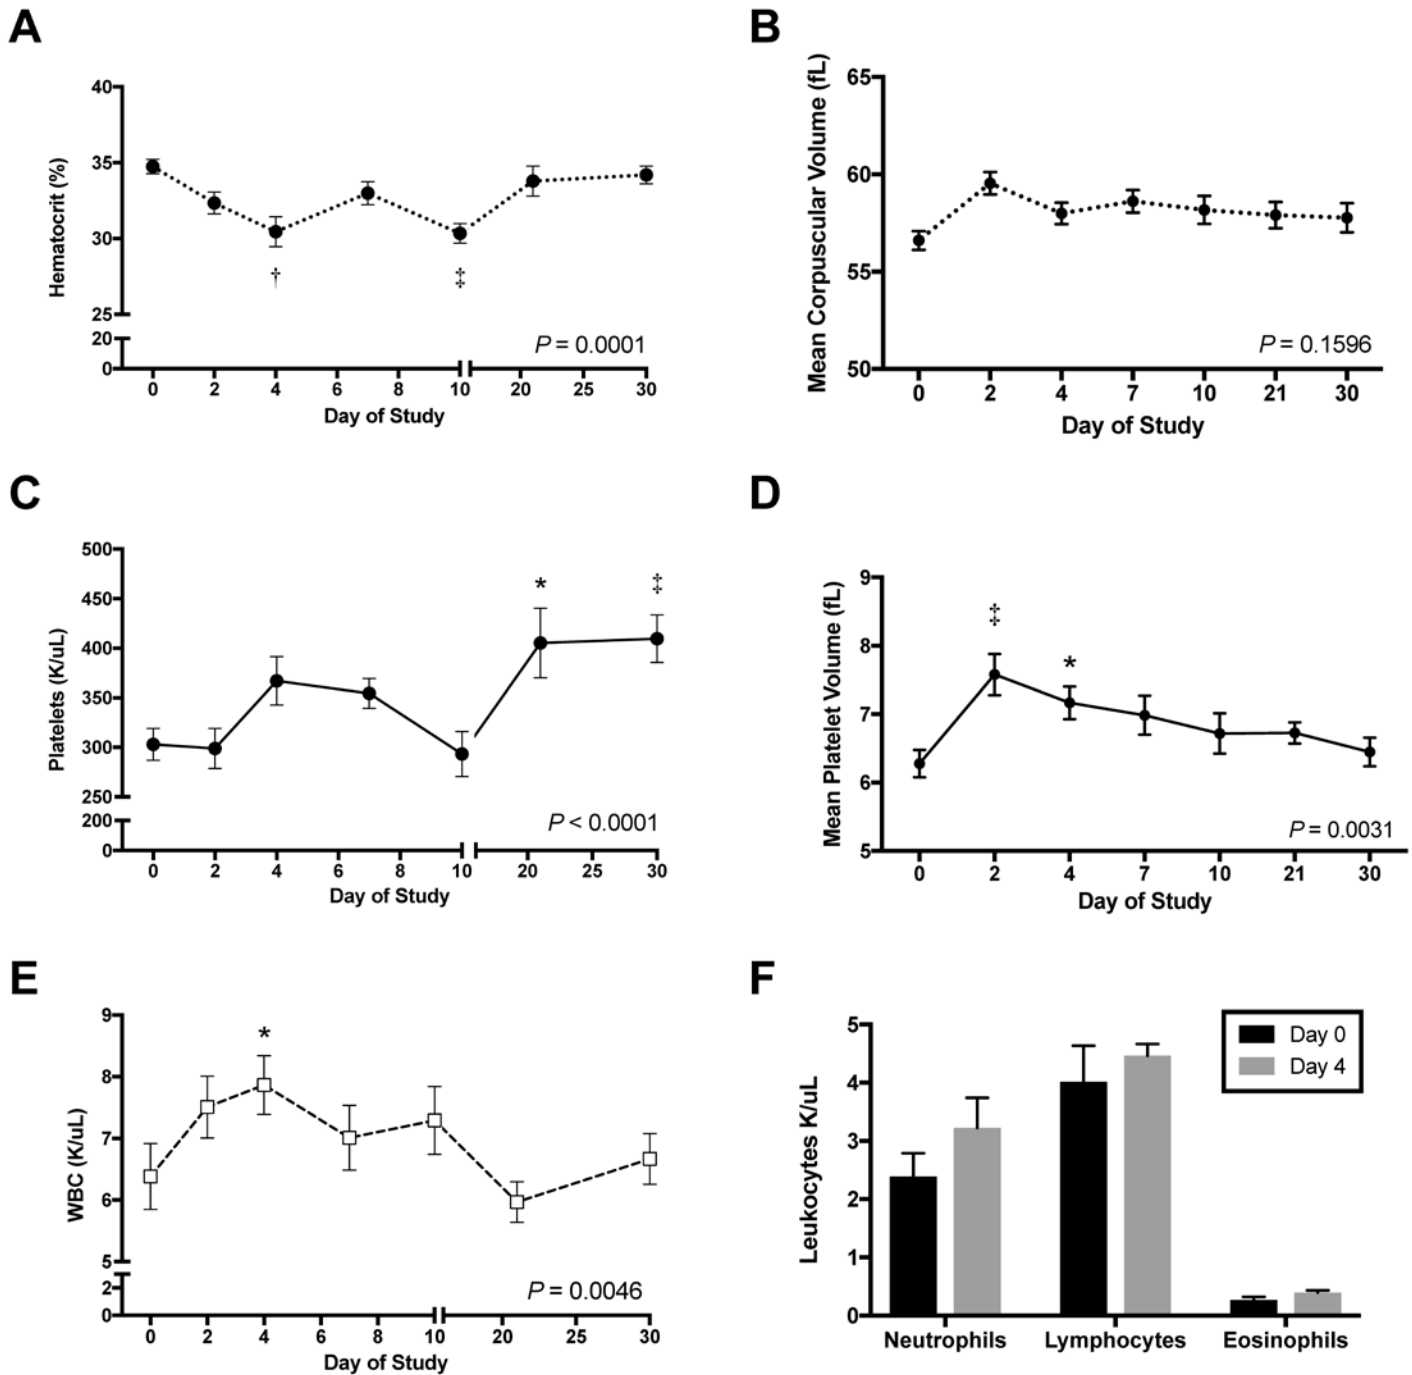 A
Hematocrit (%)
40
35
30
25
20
0
†
‡
P = 0.0001
0 2 4 6 8 10 20 25 30
Day of Study
B
Mean Corpuscular Volume (fL)
65
60
55
50
P = 0.1596
0 2 4 7 10 21 30
Day of Study
C
Platelets (K/uL)
500
450
400
350
300
250
200
0
*
‡
P < 0.0001
0 2 4 6 8 10 20 25 30
Day of Study
D
Mean Platelet Volume (fL)
9
8
7
6
5
‡
*
P = 0.0031
0 2 4 7 10 21 30
Day of Study
E
WBC (K/uL)
9
8
7
6
5
2
0
*
P = 0.0046
0 2 4 6 8 10 20 25 30
Day of Study
F
Leukocytes K/uL
5
4
3
2
1
0
Day 0
Day 4
Neutrophils Lymphocytes Eosinophils